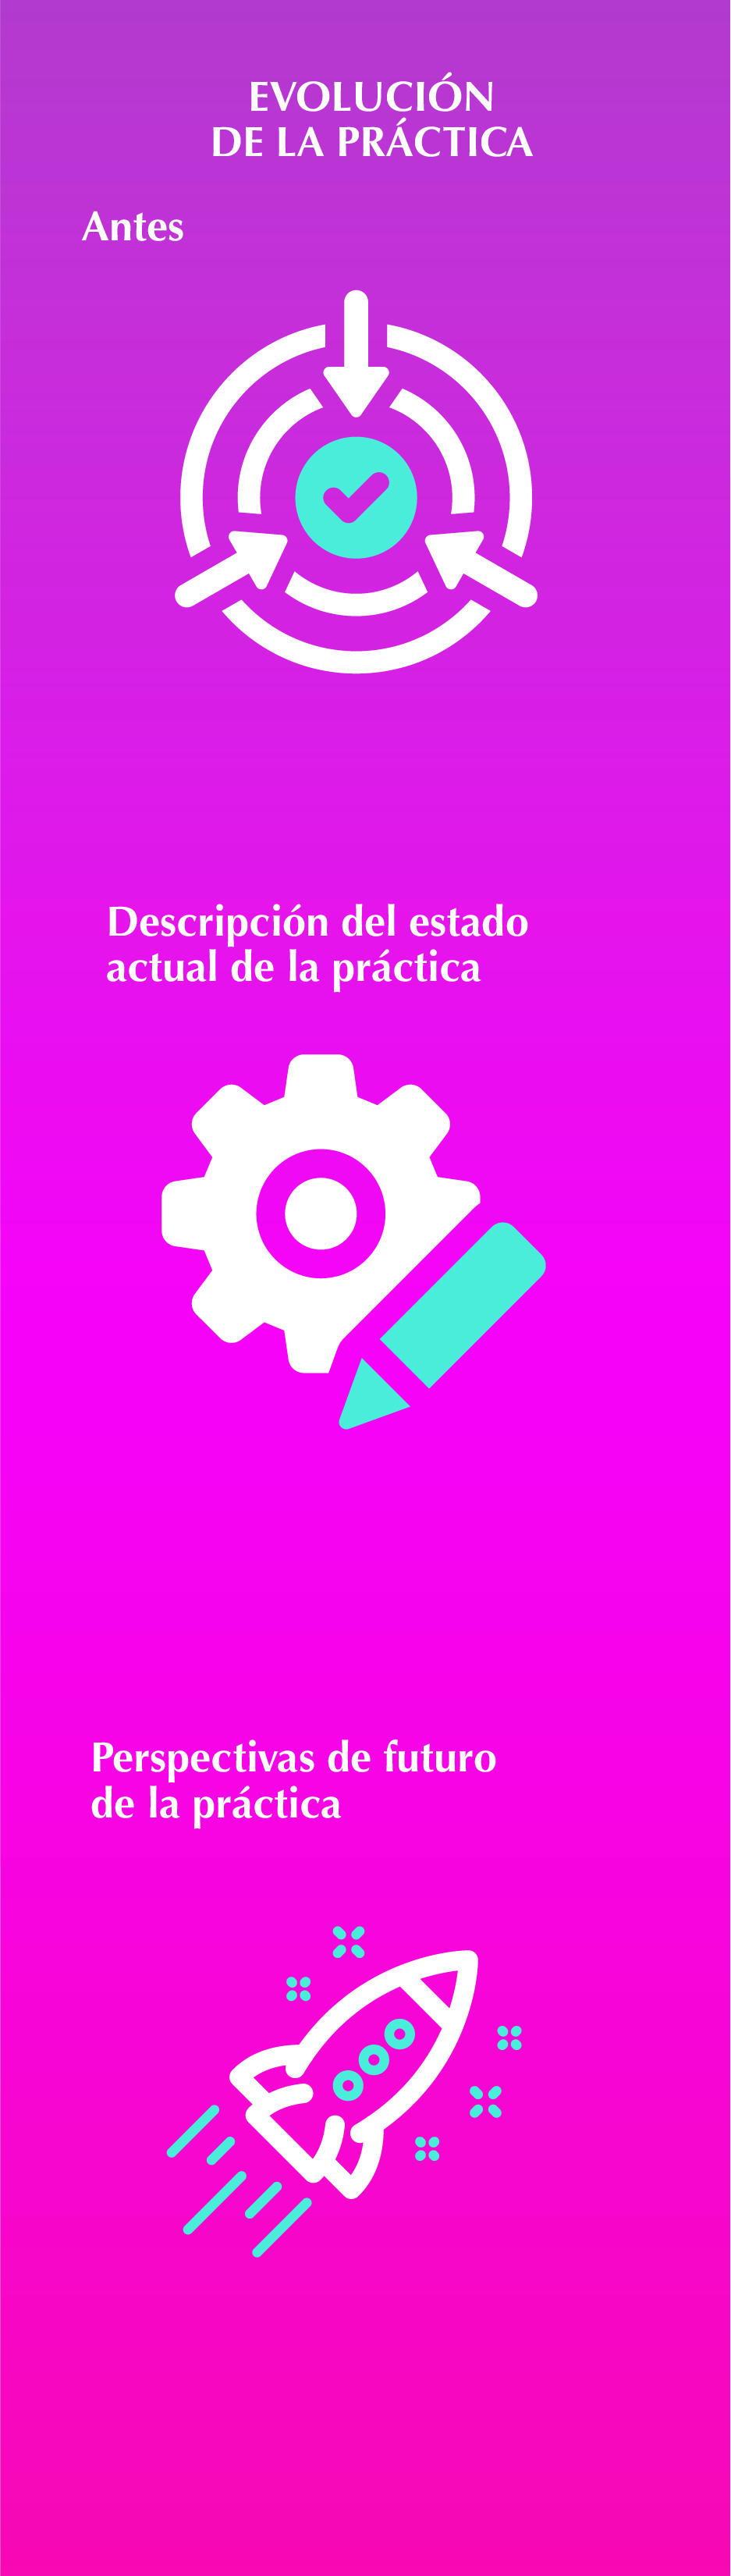 EVOLUCIÓN
DE LA PRÁCTICA
Antes
Descripción del estado
actual de la práctica
Perspectivas de futuro
de la práctica